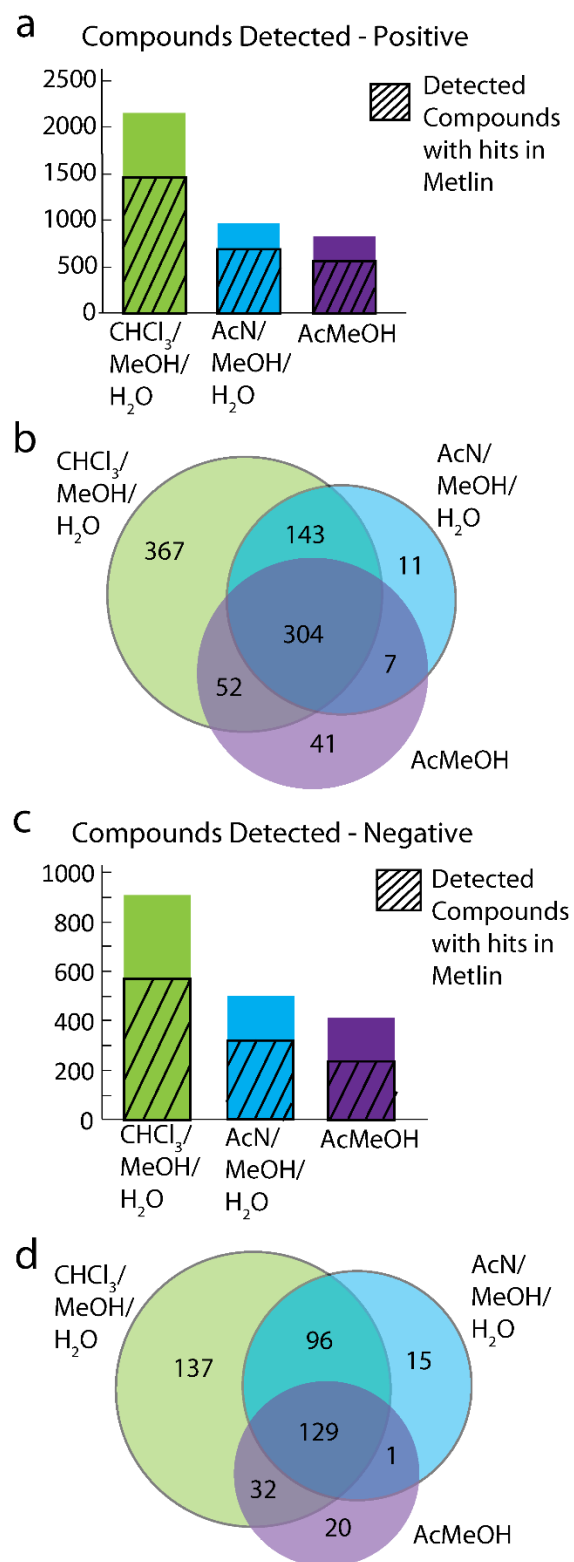 a
Compounds Detected - Positive
2500
2000
1500
1000
500
0
Detected
Compounds
with hits in
Metlin
CHCl₃/
MeOH/
H₂O
AcN/
MeOH/
H₂O
AcMeOH
b
CHCl₃/
MeOH/
H₂O
AcN/
MeOH/
H₂O
367
143
11
304
52
7
41
AcMeOH
c
Compounds Detected - Negative
1000
800
600
400
200
0
Detected
Compounds
with hits in
Metlin
CHCl₃/
MeOH/
H₂O
AcN/
MeOH/
H₂O
AcMeOH
d
CHCl₃/
MeOH/
H₂O
AcN/
MeOH/
H₂O
137
96
15
129
32
1
20
AcMeOH